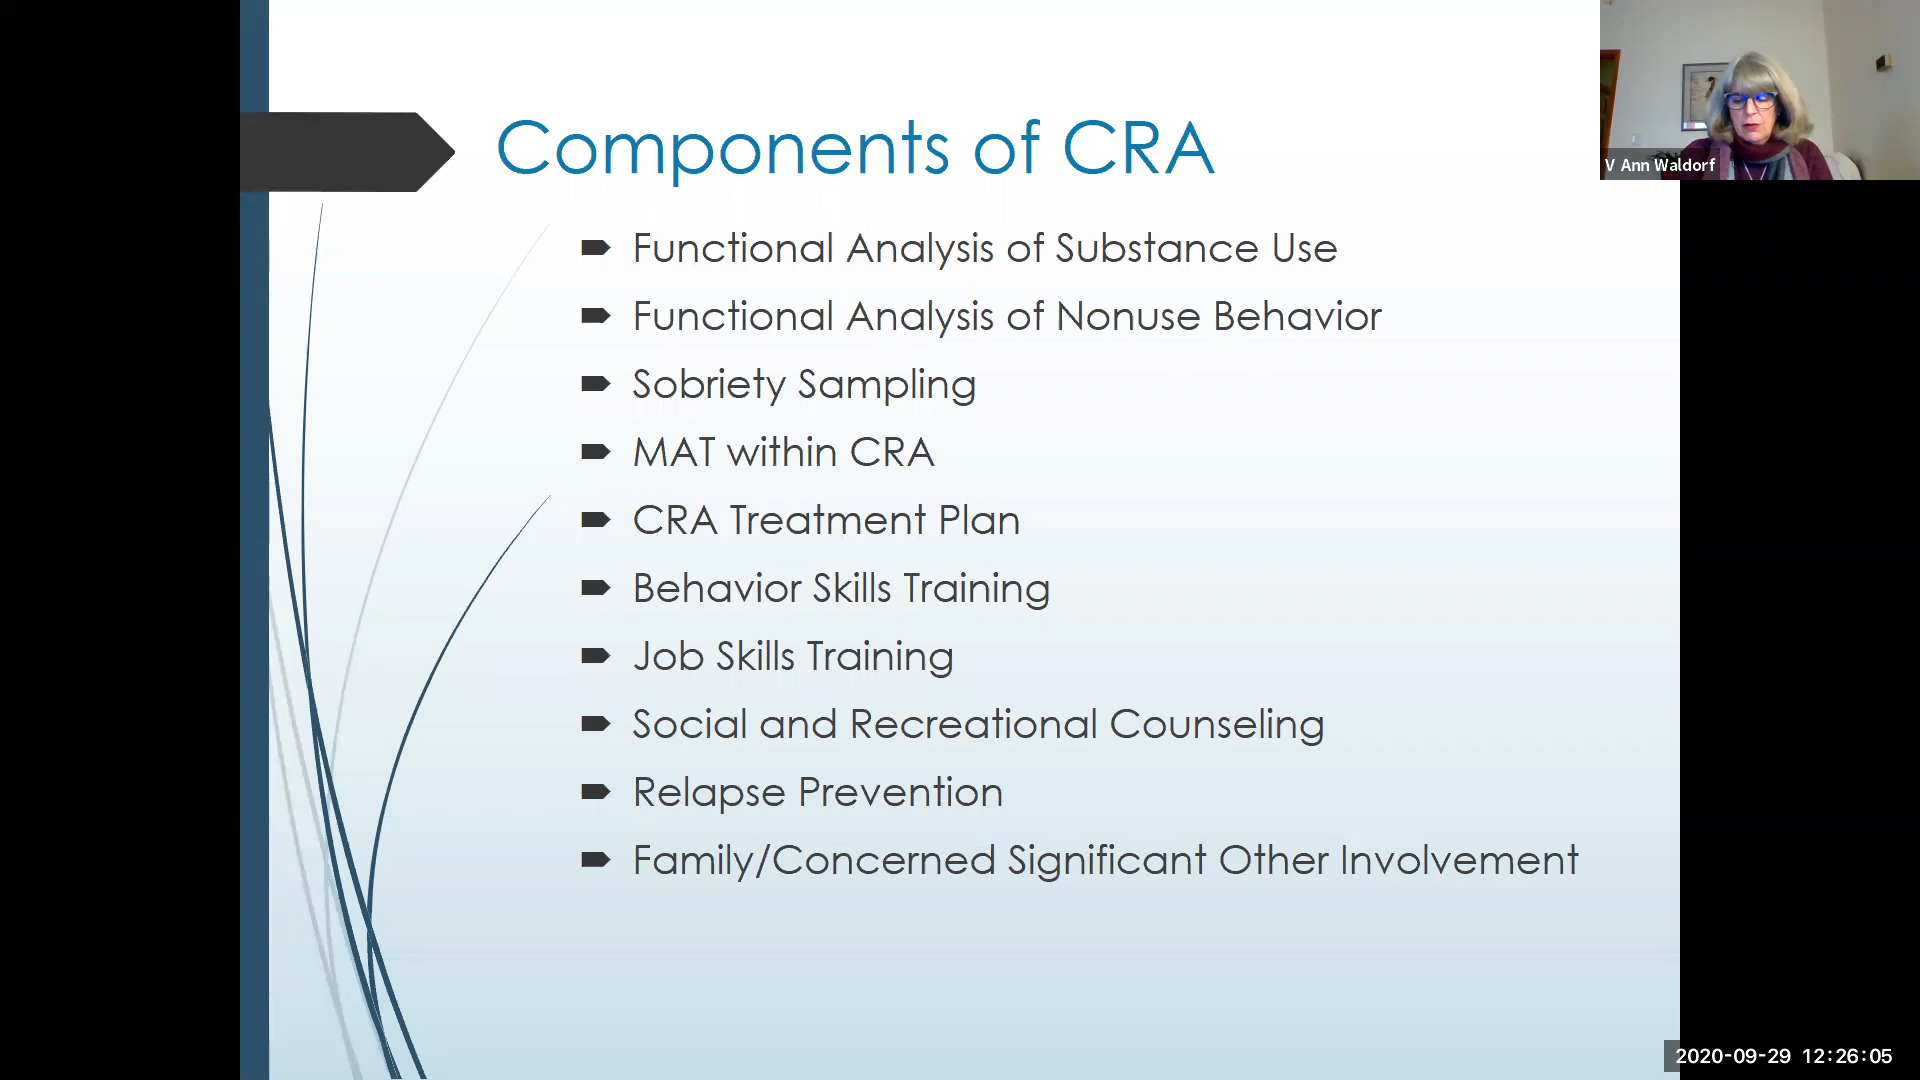 Components of CRA
Functional Analysis of Substance Use
Functional Analysis of Nonuse Behavior
Sobriety Sampling
MAT within CRA
CRA Treatment Plan
Behavior Skills Training
Job Skills Training
Social and Recreational Counseling
Relapse Prevention
Family/Concerned Significant Other Involvement
V Ann Waldorf
2020-09-29 12:26:05